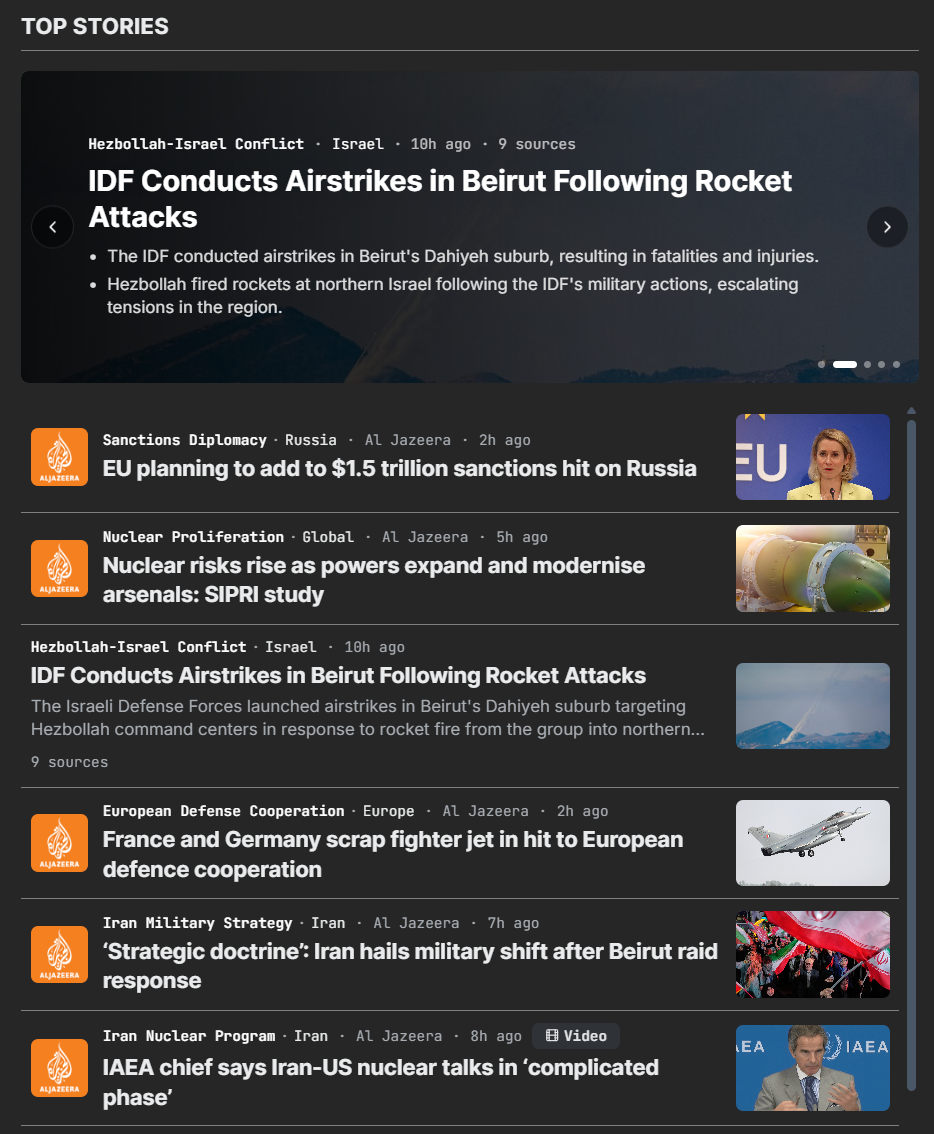 TOP STORIES
Hezbollah-Israel Conflict · Israel · 10h ago · 9 sources
IDF Conducts Airstrikes in Beirut Following Rocket
Attacks
• The IDF conducted airstrikes in Beirut's Dahiyeh suburb, resulting in fatalities and injuries.
• Hezbollah fired rockets at northern Israel following the IDF's military actions, escalating
tensions in the region.
ALJAZEERA
Sanctions Diplomacy · Russia · Al Jazeera · 2h ago
EU planning to add to $1.5 trillion sanctions hit on Russia
EU
ALJAZEERA
Nuclear Proliferation · Global · Al Jazeera · 5h ago
Nuclear risks rise as powers expand and modernise
arsenals: SIPRI study
Hezbollah-Israel Conflict · Israel · 10h ago
IDF Conducts Airstrikes in Beirut Following Rocket Attacks
The Israeli Defense Forces launched airstrikes in Beirut's Dahiyeh suburb targeting
Hezbollah command centers in response to rocket fire from the group into northern...
9 sources
ALJAZEERA
European Defense Cooperation · Europe · Al Jazeera · 2h ago
France and Germany scrap fighter jet in hit to European
defence cooperation
ALJAZEERA
Iran Military Strategy · Iran · Al Jazeera · 7h ago
‘Strategic doctrine’: Iran hails military shift after Beirut raid
response
ALJAZEERA
Iran Nuclear Program · Iran · Al Jazeera · 8h ago Video
IAEA chief says Iran-US nuclear talks in ‘complicated
phase’
AEA IAEA